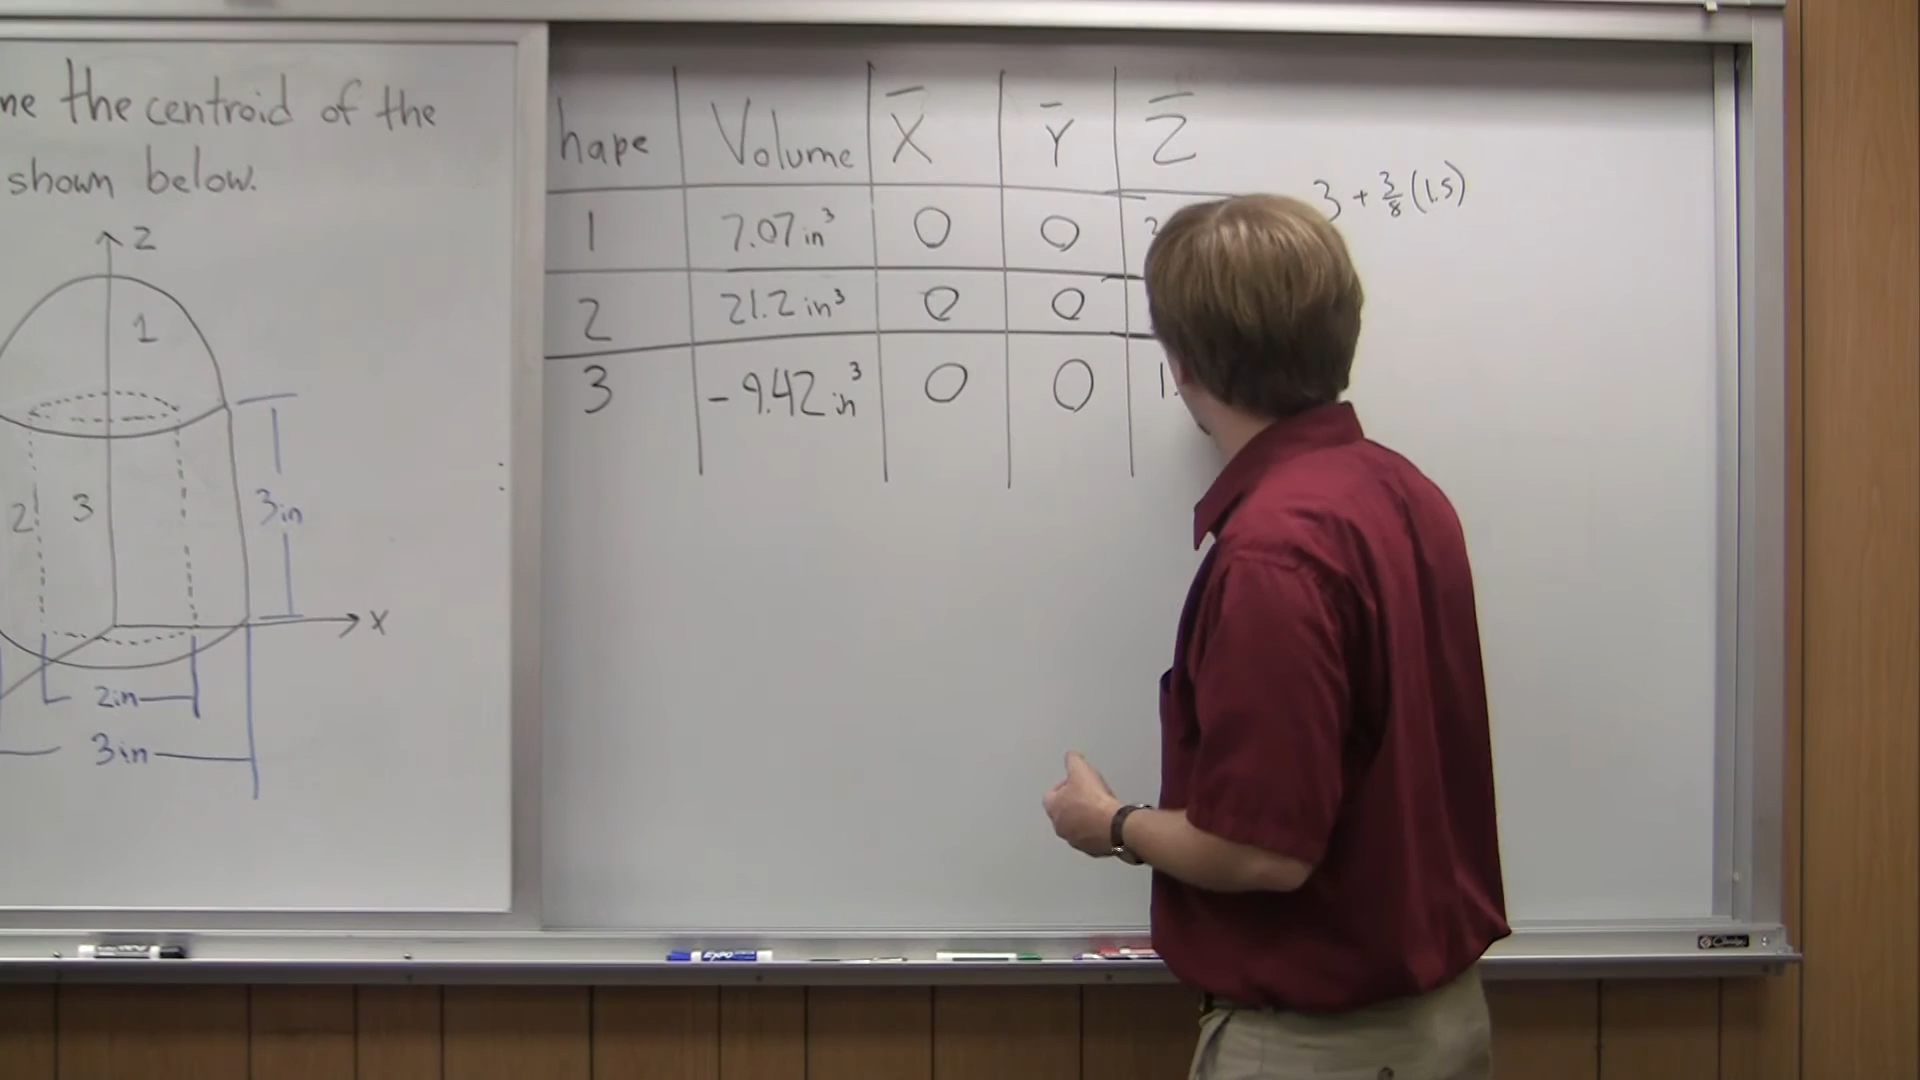 me the centroid of the
shown below.
Z
1
2
3
3in
X
2in
3in
hape Volume X̅ Y̅ Z̅
1 7.07 in³ 0 0
2 21.2 in³ 0 0
3 -9.42 in³ 0 0 1.
3 + 3/8 (1.5)
EXPO